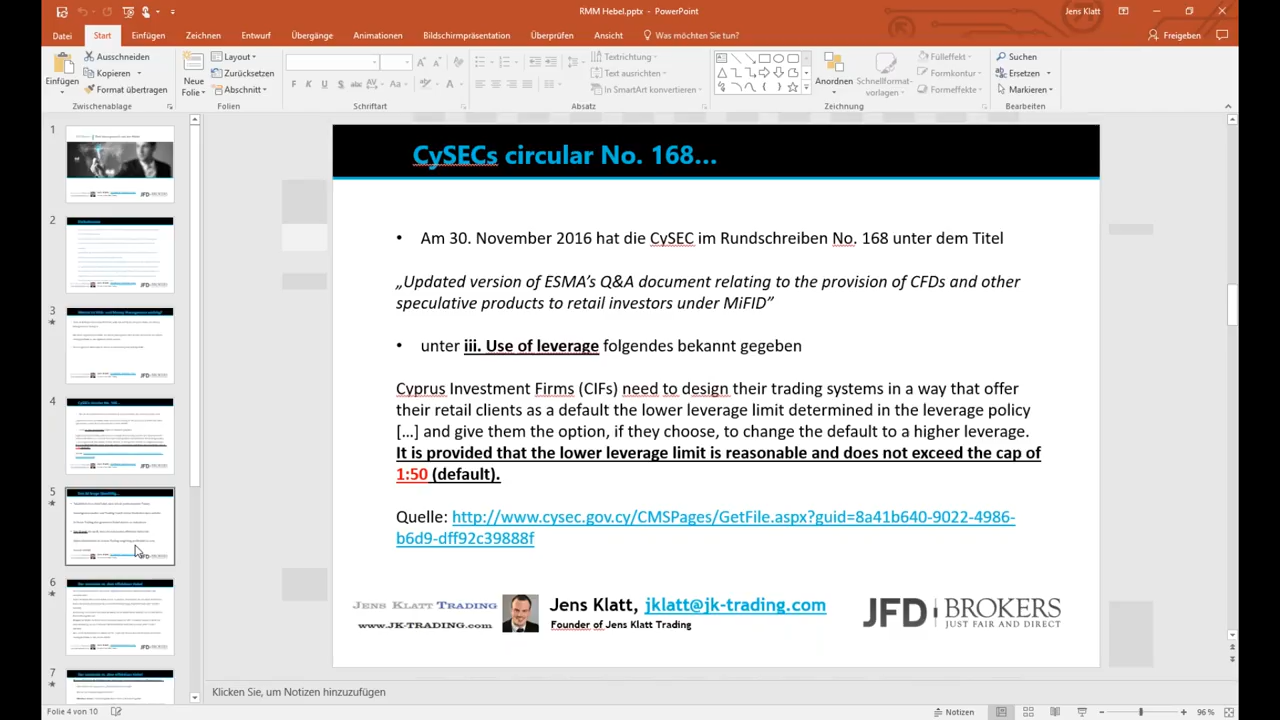 RMM Hebel.pptx - PowerPoint
Jens Klatt
Datei
Start
Einfügen
Zeichnen
Entwurf
Übergänge
Animationen
Bildschirmpräsentation
Überprüfen
Ansicht
Was möchten Sie tun?
Freigeben
Einfügen
Ausschneiden
Kopieren
Format übertragen
Zwischenablage
Neue
Folie
Layout
Zurücksetzen
Abschnitt
Folien
F K U S abc AV Aa A
Schriftart
Textrichtung
Text ausrichten
In SmartArt konvertieren
Absatz
Anordnen
Schnellformat-
vorlagen
Fülleffekt
Formkontur
Formeffekte
Zeichnung
Suchen
Ersetzen
Markieren
Bearbeiten
1
2
3
4
5
6
7
CySECs circular No. 168...
• Am 30. November 2016 hat die CySEC im Rundschreiben No. 168 unter dem Titel
„Updated version of ESMA's Q&A document relating to the provision of CFDs and other
speculative products to retail investors under MiFID”
• unter iii. Use of leverage folgendes bekannt gegeben
Cyprus Investment Firms (CIFs) need to design their trading systems in a way that offer
their retail clients as a default the lower leverage limit determined in the leverage policy
[...] and give them the option, if they choose, to change the default to a higher leverage.
It is provided that the lower leverage limit is reasonable and does not exceed the cap of
1:50 (default).
Quelle: http://www.cysec.gov.cy/CMSPages/GetFile.aspx?guid=8a41b640-9022-4986-
b6d9-dff92c39888f
JENS KLATT TRADING
WWW.JK-TRADING.COM
Jens Klatt, jklatt@jk-trading.com
Founder of Jens Klatt Trading
JFD BROKERS
JUST FAIR AND DIRECT
Klicken Sie, um Notizen hinzuzufügen
Folie 4 von 10
Notizen
96 %